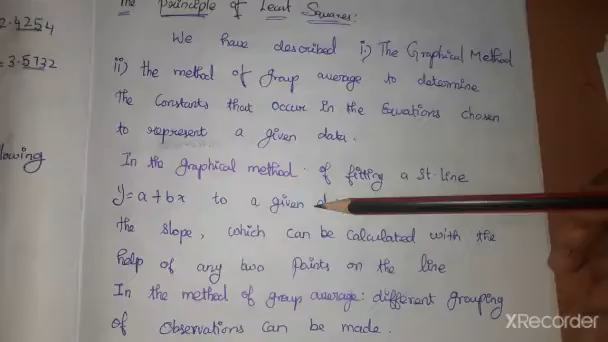 2.4254
= 3.5732
lowing
The Principle of Least Squares:
We have described i) The Graphical Method
ii) the method of group average to determine
the Constants that occur in the Equations chosen
to represent a given data.
In the graphical method of fitting a st. line
y = a + bx to a given
the slope, which can be calculated with the
help of any two points on the line
In the method of group average: different grouping
of observations can be made.
XRecorder